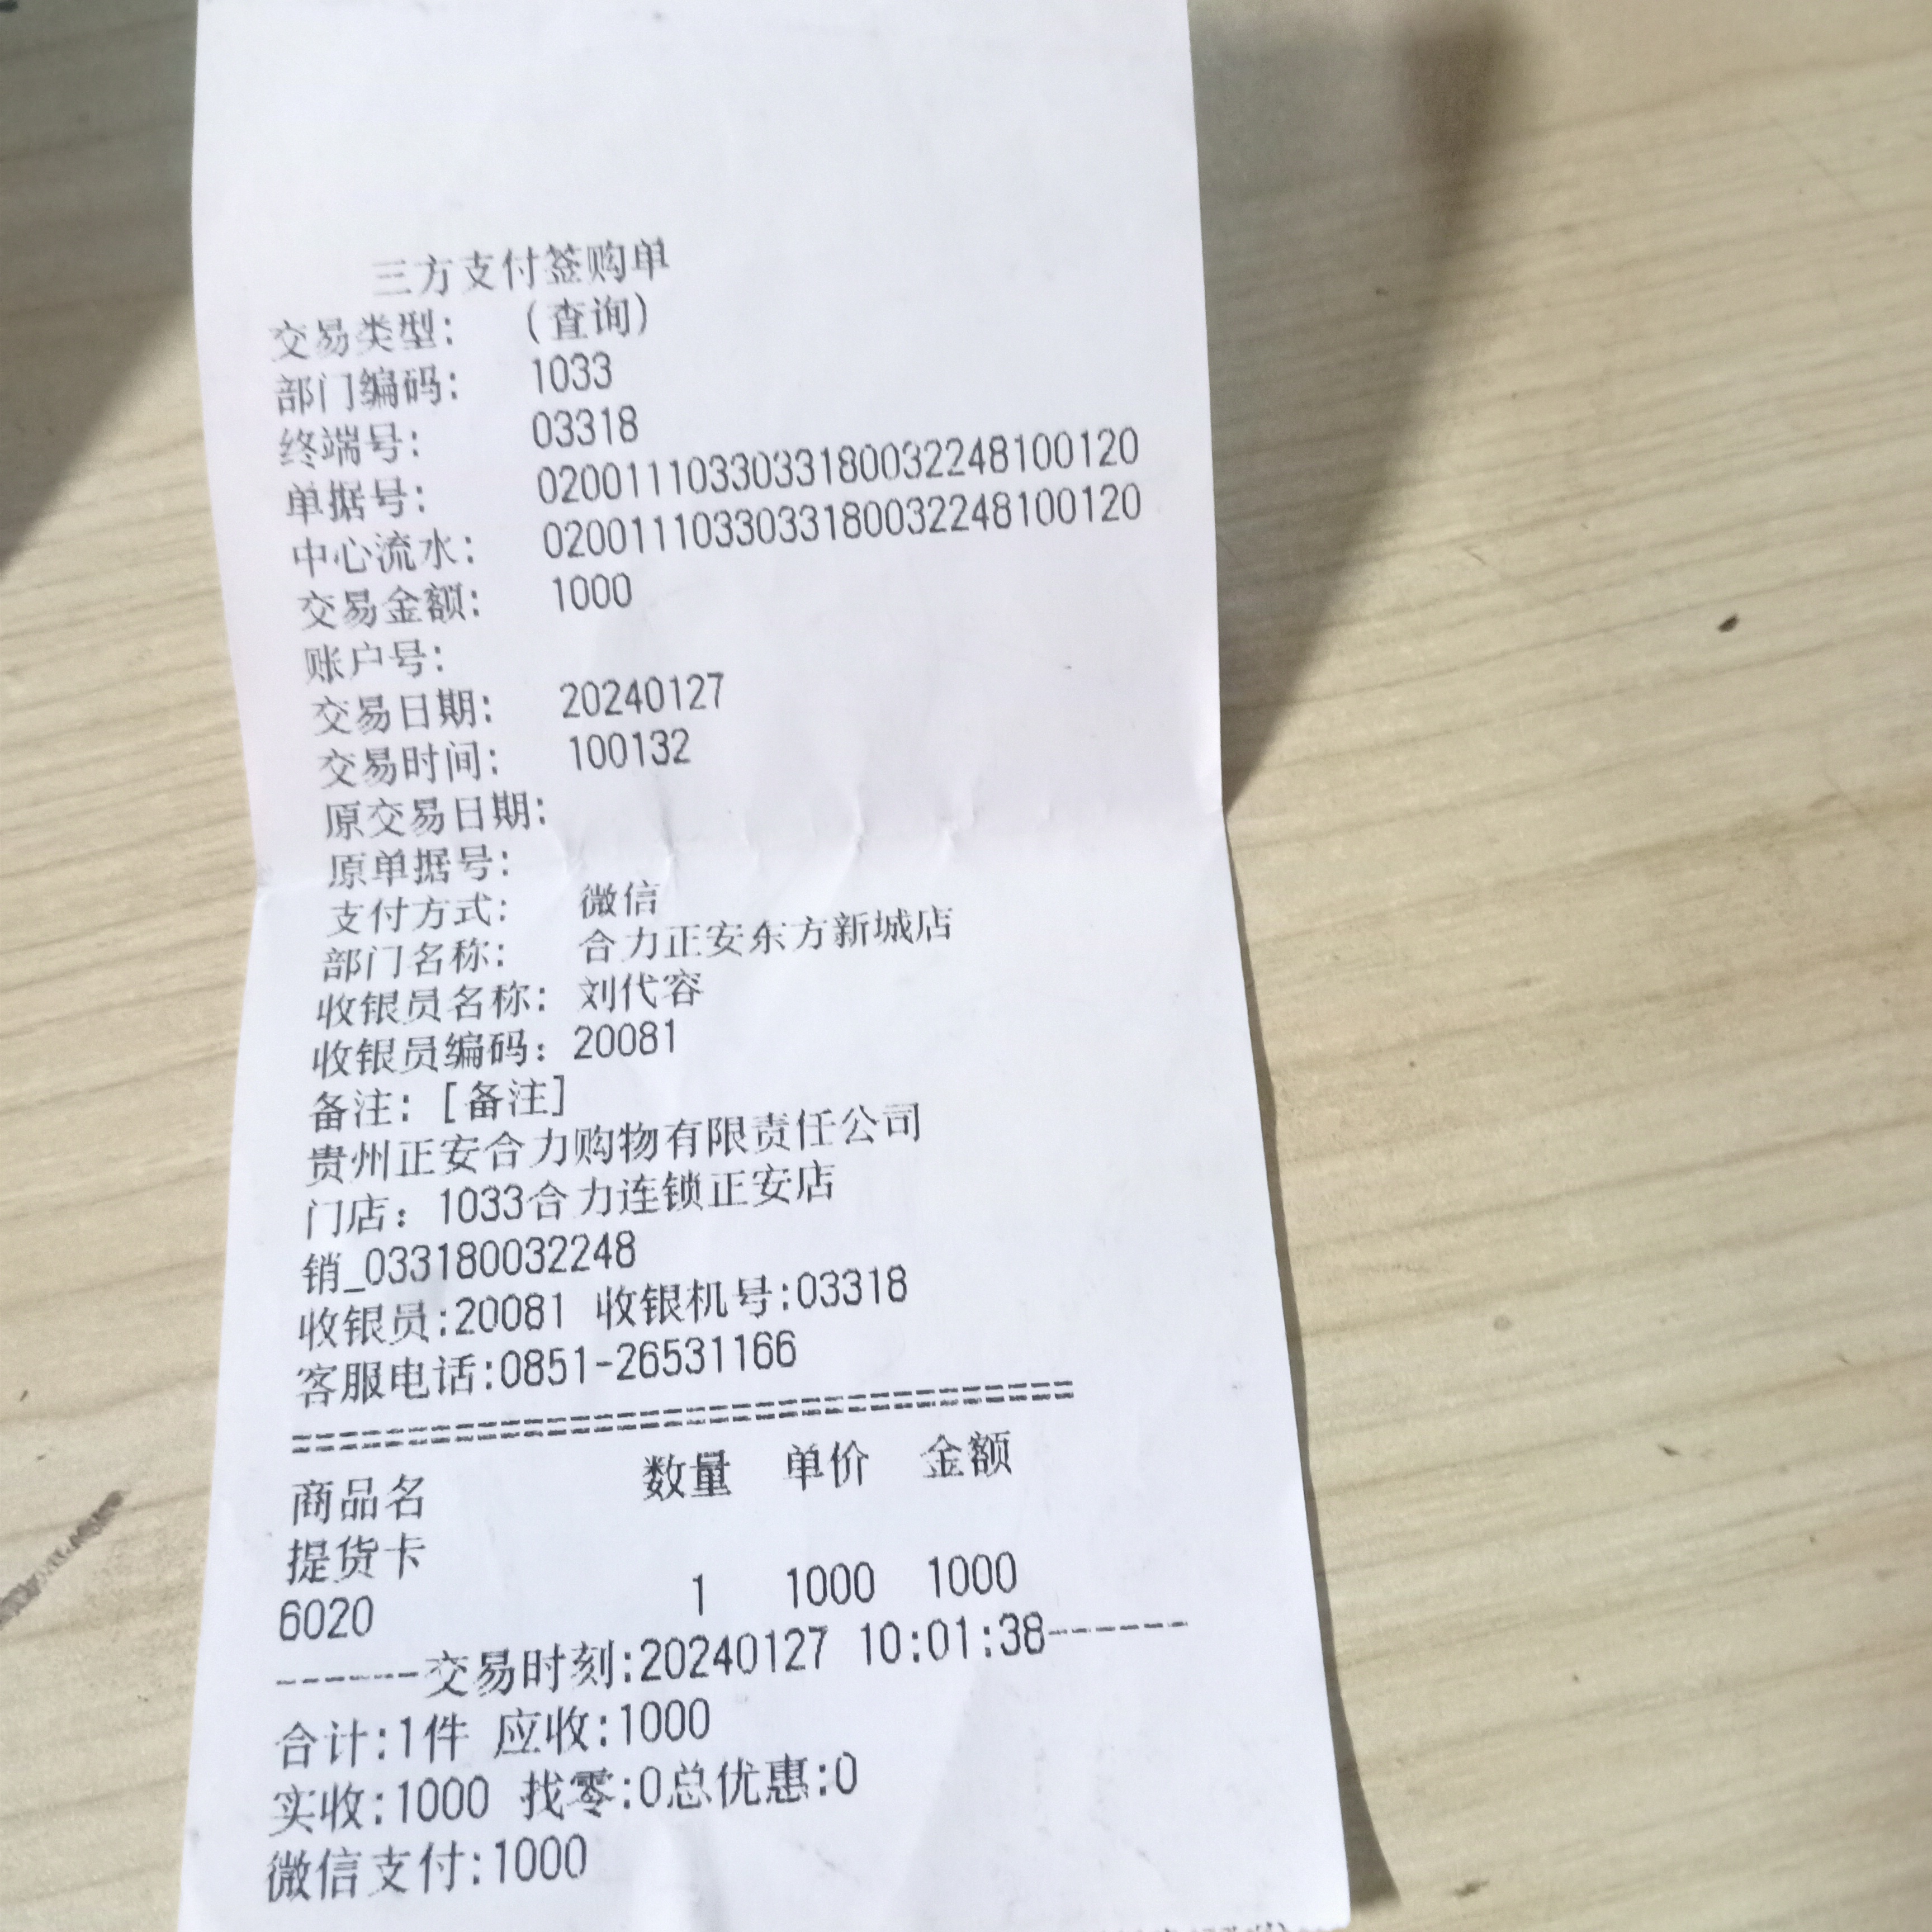 三方支付签购单
交易类型: (查询)
部门编码: 1033
终端号: 03318
单据号: 0200111033033180032248100120
中心流水: 0200111033033180032248100120
交易金额: 1000
账户号:
交易日期: 20240127
交易时间: 100132
原交易日期:
原单据号:
支付方式: 微信
部门名称: 合力正安东方新城店
收银员名称: 刘代容
收银员编码: 20081
备注: [备注]
贵州正安合力购物有限责任公司
门店: 1033合力连锁正安店
销_033180032248
收银员:20081 收银机号:03318
客服电话:0851-26531166
==================================
商品名 数量 单价 金额
提货卡
6020 1 1000 1000
------交易时刻:20240127 10:01:38------
合计:1件 应收:1000
实收:1000 找零:0总优惠:0
微信支付:1000